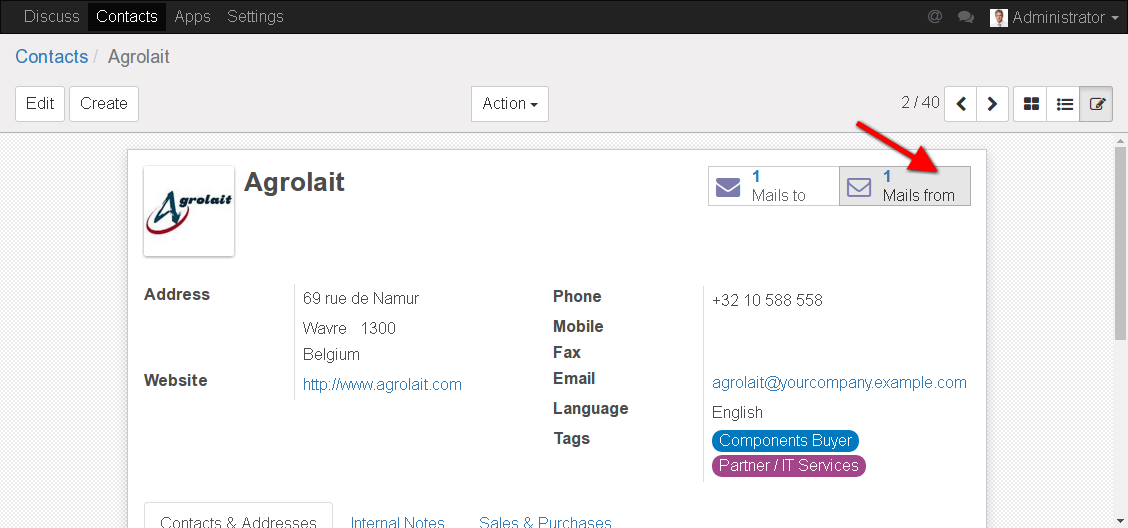 Discuss Contacts Apps Settings @ Administrator
Contacts / Agrolait
Edit Create Action 2 / 40
Agrolait
Agrolait
1 Mails to
1 Mails from
Address 69 rue de Namur
Wavre 1300
Belgium
Website http://www.agrolait.com
Phone +32 10 588 558
Mobile
Fax
Email agrolait@yourcompany.example.com
Language English
Tags Components Buyer
Partner / IT Services
Contacts & Addresses Internal Notes Sales & Purchases